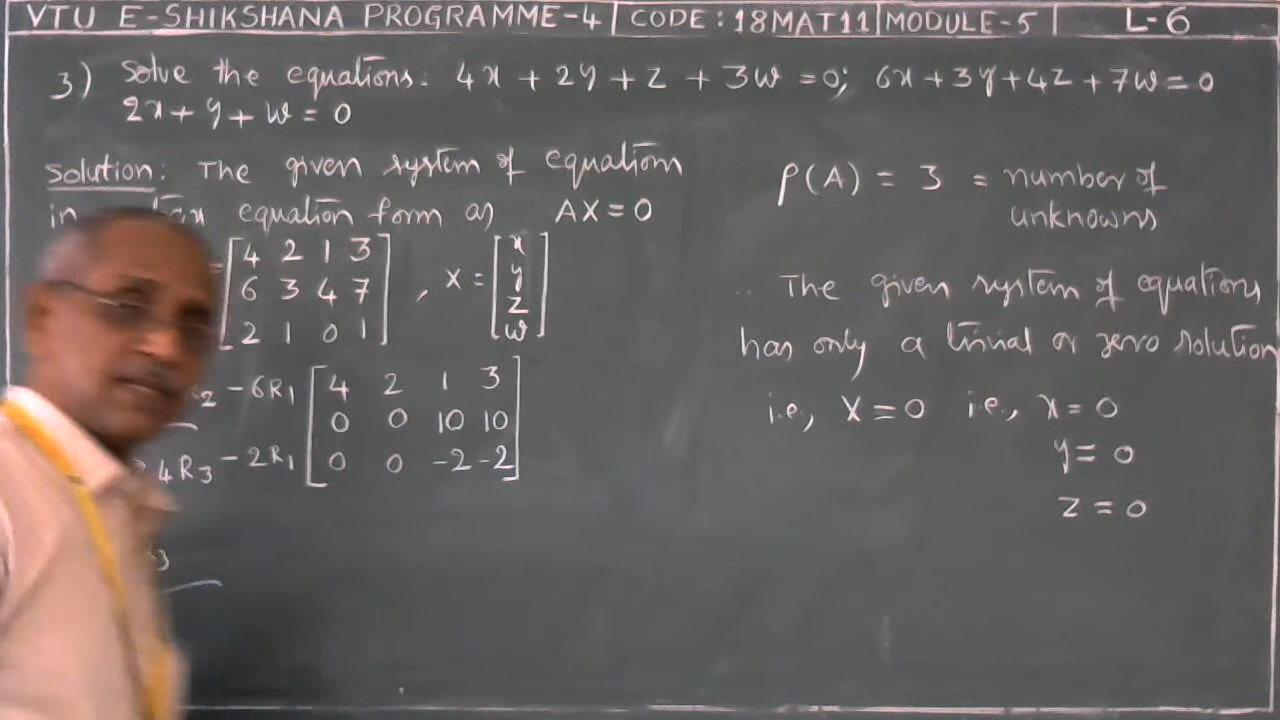 VTU E-SHIKSHANA PROGRAMME-4 | CODE: 18MAT11 | MODULE-5 | L-6
3) Solve the equations: 4x + 2y + z + 3w = 0; 6x + 3y + 4z + 7w = 0
2x + y + w = 0
Solution: The given system of equation
in equation form as AX = 0
= [4 2 1 3
6 3 4 7
2 1 0 1] , X = [x
y
z
w]
2 - 6R1 [4 2 1 3
0 0 10 10
4R3 - 2R1 0 0 -2 -2]
3
ρ(A) = 3 = number of
unknowns
∴ The given system of equations
has only a trivial or zero solution
i.e., X = 0 i.e., x = 0
y = 0
z = 0